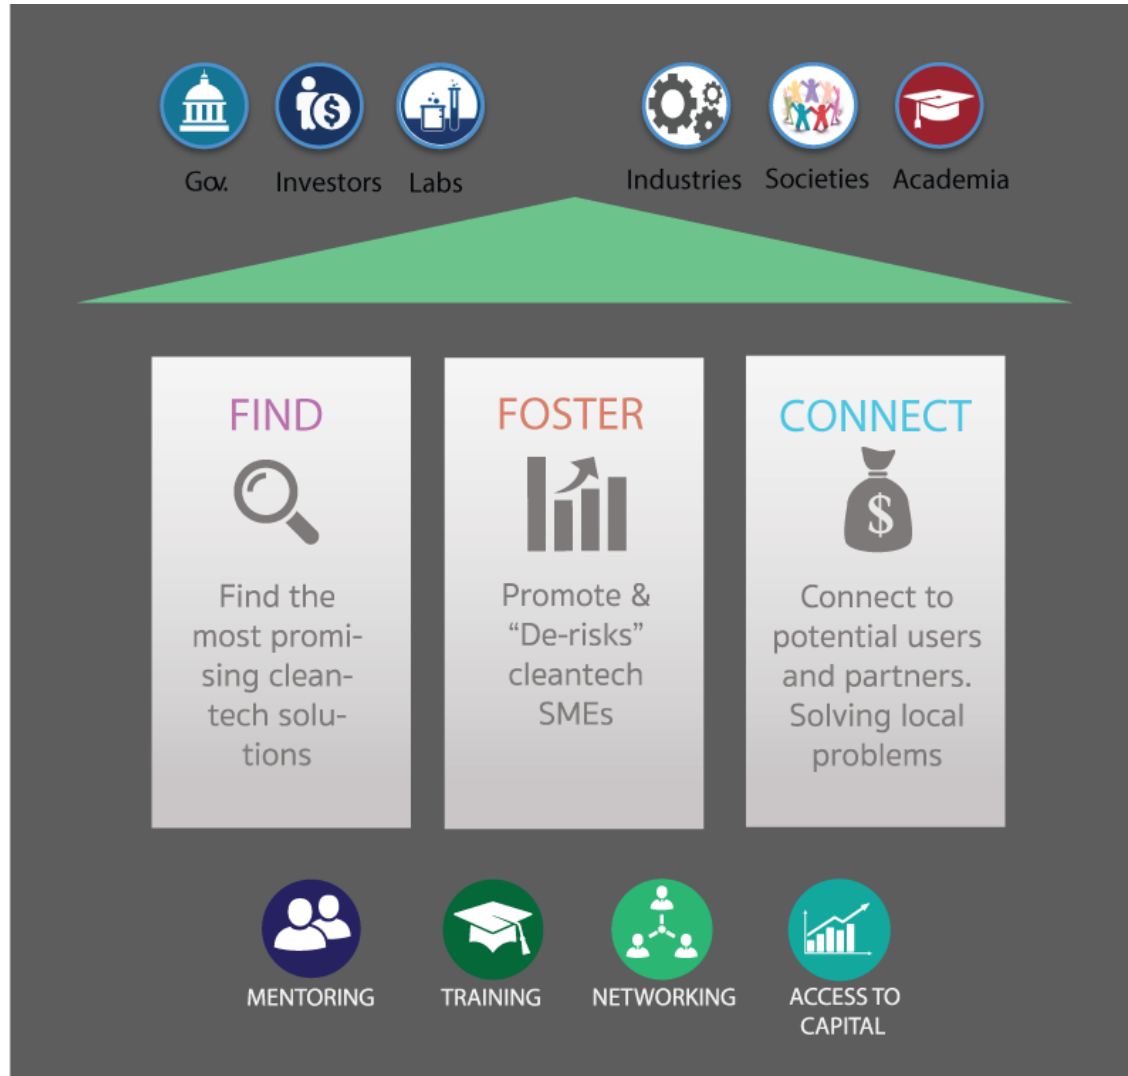 Gov. Investors Labs Industries Societies Academia
FIND
Find the
most promi-
sing clean-
tech solu-
tions
FOSTER
Promote &
“De-risks”
cleantech
SMEs
CONNECT
$
Connect to
potential users
and partners.
Solving local
problems
MENTORING
TRAINING
NETWORKING
ACCESS TO
CAPITAL